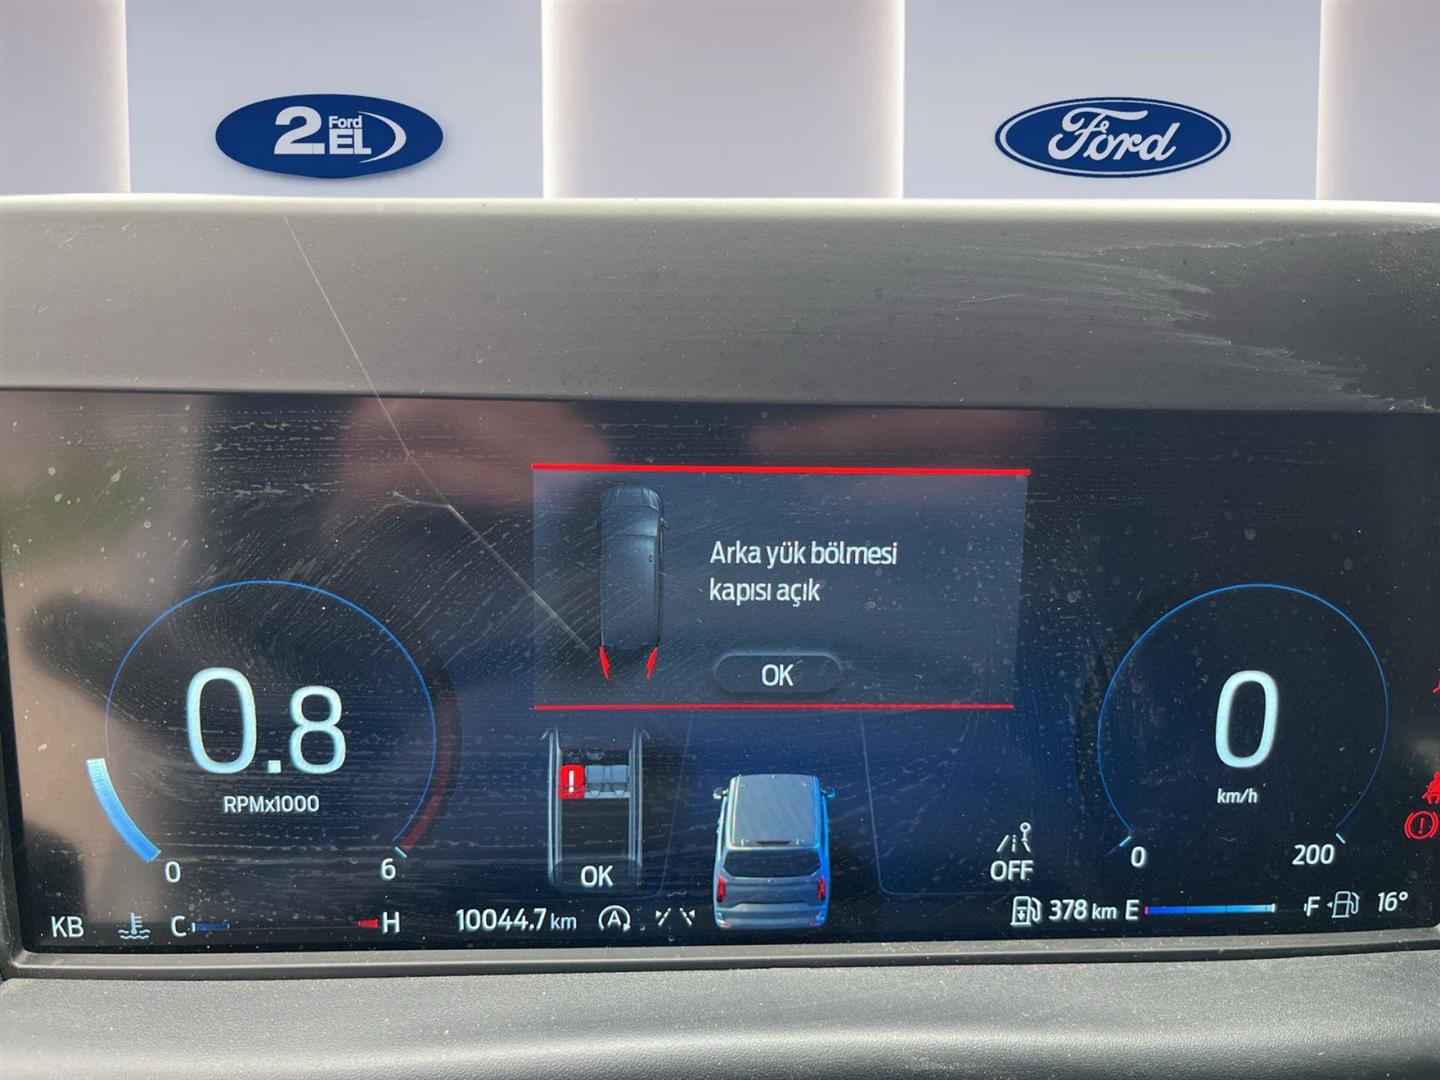 2.
Ford
EL
Ford
Arka yük bölmesi
kapısı açık
OK
0.8
RPMx1000
0
6
0
km/h
0
200
OK
OFF
KB
C
H
10044.7 km
A
378 km
E
F
16°